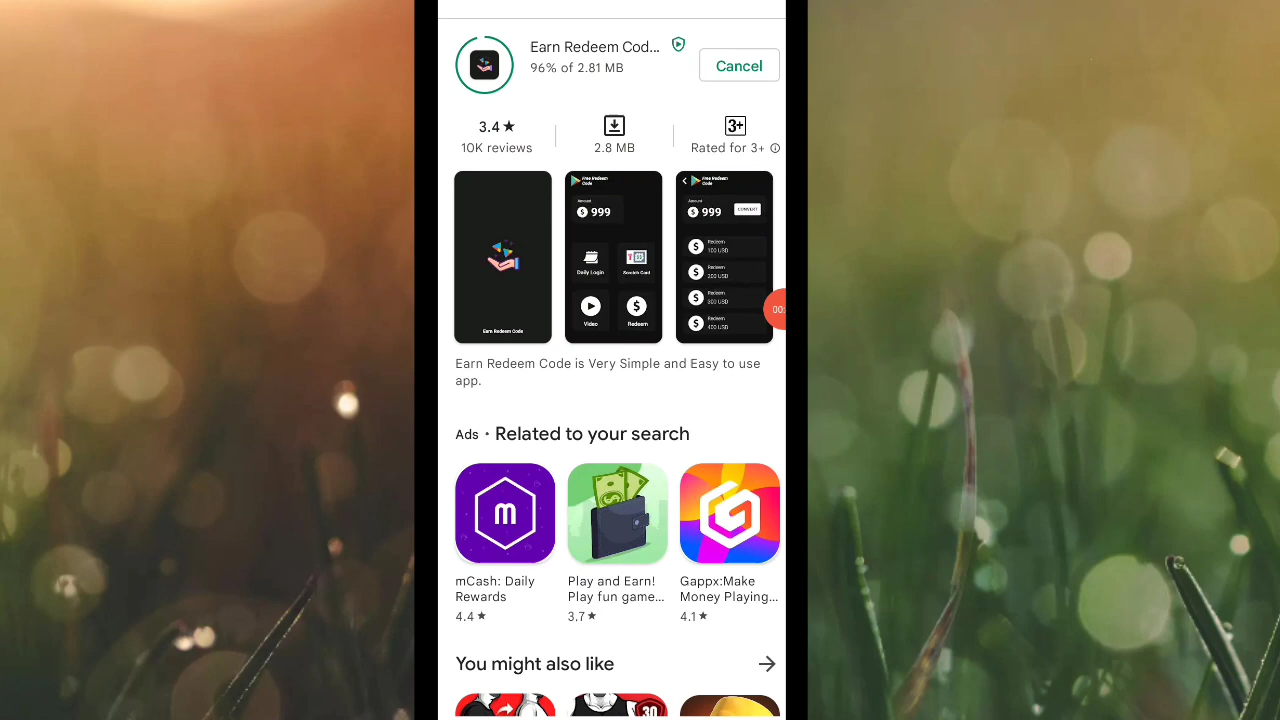 Earn Redeem Cod...
96% of 2.81 MB
Cancel
3.4★
10K reviews
2.8 MB
3+
Rated for 3+
Earn Redeem Code
Free Redeem
Code
Amount
$ 999
Daily Login
Scratch Card
Video
$
Redeem
Free Redeem
Code
Amount
$ 999
CONVERT
$
Redeem
100 USD
$
Redeem
200 USD
$
Redeem
300 USD
$
Redeem
400 USD
00:
Earn Redeem Code is Very Simple and Easy to use
app.
Ads • Related to your search
m
G
mCash: Daily
Rewards
4.4★
Play and Earn!
Play fun game...
3.7★
Gappx:Make
Money Playing...
4.1★
You might also like
30